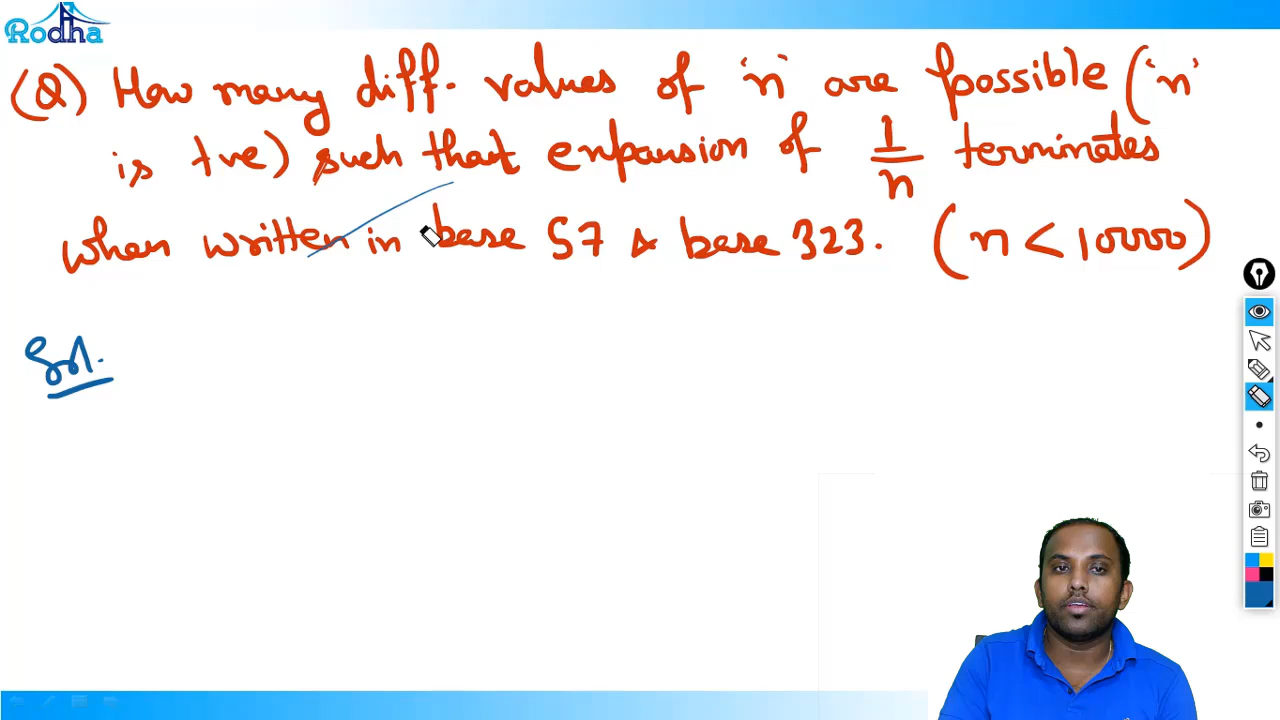 Rodha
(Q) How many diff. values of 'n' are possible ('n'
is +ve) such that expansion of 1/n terminates
when written in base 57 & base 323. (n < 10000)
Sol.